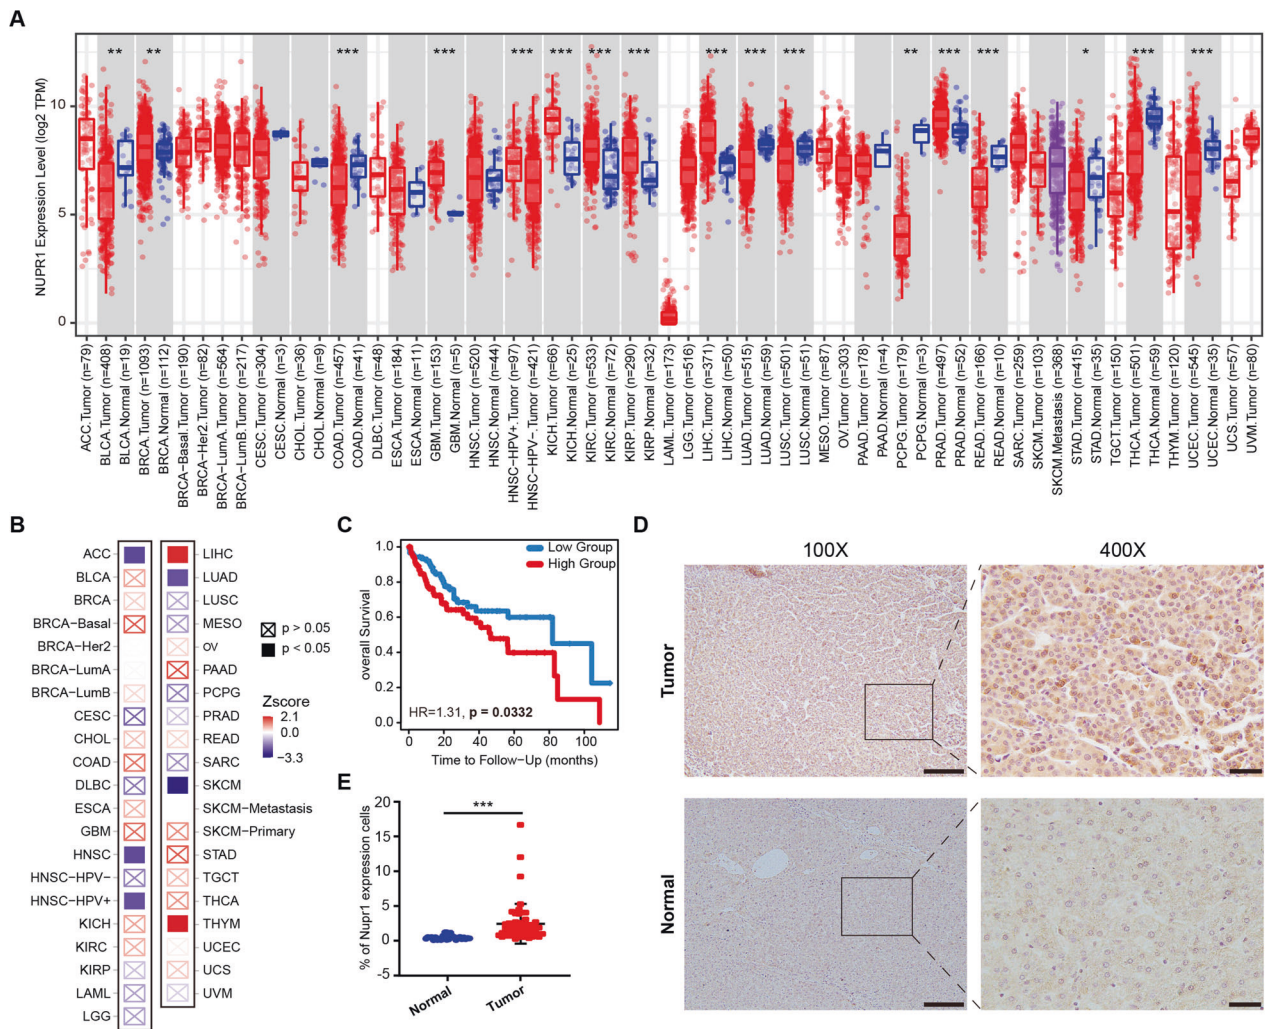 A
** ** *** *** *** *** *** *** *** *** *** ** *** *** * *** ***
NUPR1 Expression Level (log2 TPM)
10
5
0
ACC.Tumor (n=79)
BLCA.Tumor (n=408)
BLCA.Normal (n=19)
BRCA.Tumor (n=1093)
BRCA.Normal (n=112)
BRCA-Basal.Tumor (n=190)
BRCA-Her2.Tumor (n=82)
BRCA-LumA.Tumor (n=564)
BRCA-LumB.Tumor (n=217)
CESC.Tumor (n=304)
CESC.Normal (n=3)
CHOL.Tumor (n=36)
CHOL.Normal (n=9)
COAD.Tumor (n=457)
COAD.Normal (n=41)
DLBC.Tumor (n=48)
ESCA.Tumor (n=184)
ESCA.Normal (n=11)
GBM.Tumor (n=153)
GBM.Normal (n=5)
HNSC.Tumor (n=520)
HNSC.Normal (n=44)
HNSC-HPV+.Tumor (n=97)
HNSC-HPV-.Tumor (n=421)
KICH.Tumor (n=66)
KICH.Normal (n=25)
KIRC.Tumor (n=533)
KIRC.Normal (n=72)
KIRP.Tumor (n=290)
KIRP.Normal (n=32)
LAML.Tumor (n=173)
LGG.Tumor (n=516)
LIHC.Tumor (n=371)
LIHC.Normal (n=50)
LUAD.Tumor (n=515)
LUAD.Normal (n=59)
LUSC.Tumor (n=501)
LUSC.Normal (n=51)
MESO.Tumor (n=87)
OV.Tumor (n=303)
PAAD.Tumor (n=178)
PAAD.Normal (n=4)
PCPG.Tumor (n=179)
PCPG.Normal (n=3)
PRAD.Tumor (n=497)
PRAD.Normal (n=52)
READ.Tumor (n=166)
READ.Normal (n=10)
SARC.Tumor (n=259)
SKCM.Tumor (n=103)
SKCM.Metastasis (n=368)
STAD.Tumor (n=415)
STAD.Normal (n=35)
TGCT.Tumor (n=150)
THCA.Tumor (n=501)
THCA.Normal (n=59)
THYM.Tumor (n=120)
UCEC.Tumor (n=545)
UCEC.Normal (n=35)
UCS.Tumor (n=57)
UVM.Tumor (n=80)
B
ACC
BLCA
BRCA
BRCA-Basal
BRCA-Her2
BRCA-LumA
BRCA-LumB
CESC
CHOL
COAD
DLBC
ESCA
GBM
HNSC
HNSC-HPV-
HNSC-HPV+
KICH
KIRC
KIRP
LAML
LGG
LIHC
LUAD
LUSC
MESO
OV
PAAD
PCPG
PRAD
READ
SARC
SKCM
SKCM-Metastasis
SKCM-Primary
STAD
TGCT
THCA
THYM
UCEC
UCS
UVM
p > 0.05
p < 0.05
Zscore
2.1
0.0
-3.3
C
overall Survival
1.0
0.8
0.6
0.4
0.2
0.0
Low Group
High Group
HR=1.31, p = 0.0332
0 20 40 60 80 100
Time to Follow-Up (months)
E
% of Nupr1 expression cells
20
15
10
5
0
-5
***
Normal
Tumor
D
100X
400X
Tumor
Normal